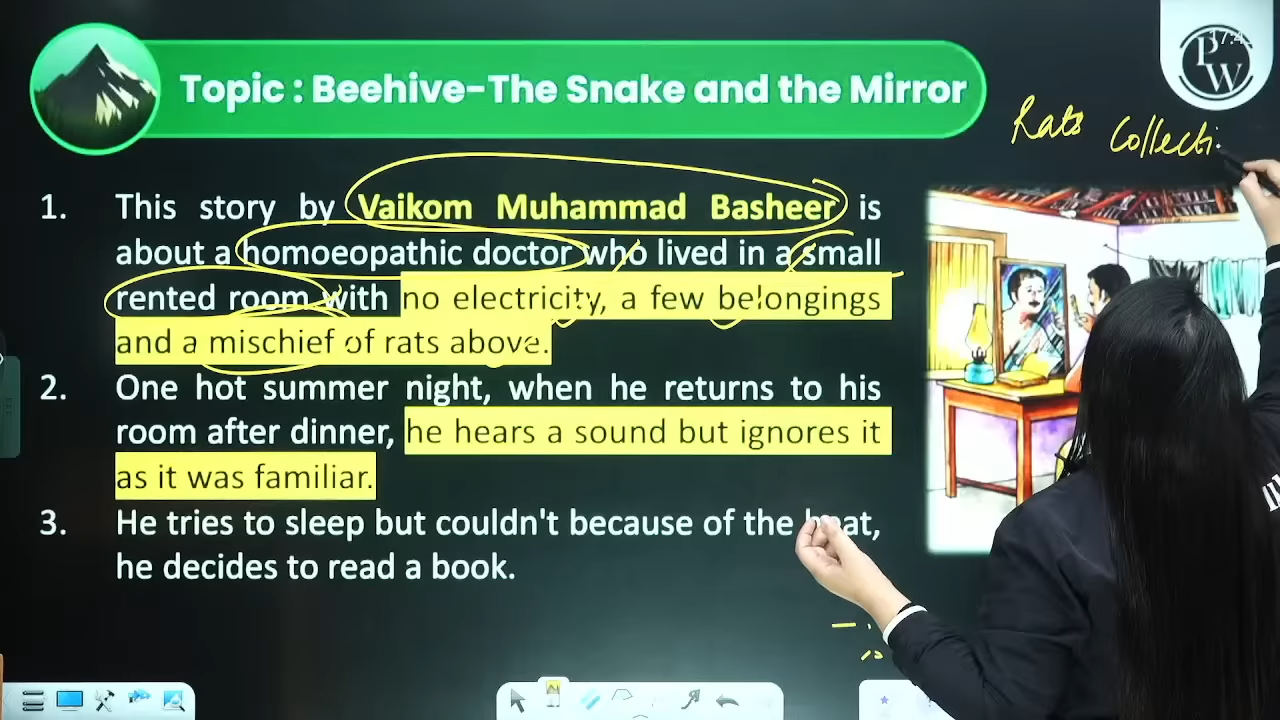 Topic : Beehive-The Snake and the Mirror
PW
Rats Collecti
1. This story by Vaikom Muhammad Basheer is
about a homoeopathic doctor who lived in a small
rented room with no electricity, a few belongings
and a mischief of rats above.
2. One hot summer night, when he returns to his
room after dinner, he hears a sound but ignores it
as it was familiar.
3. He tries to sleep but couldn't because of the heat,
he decides to read a book.